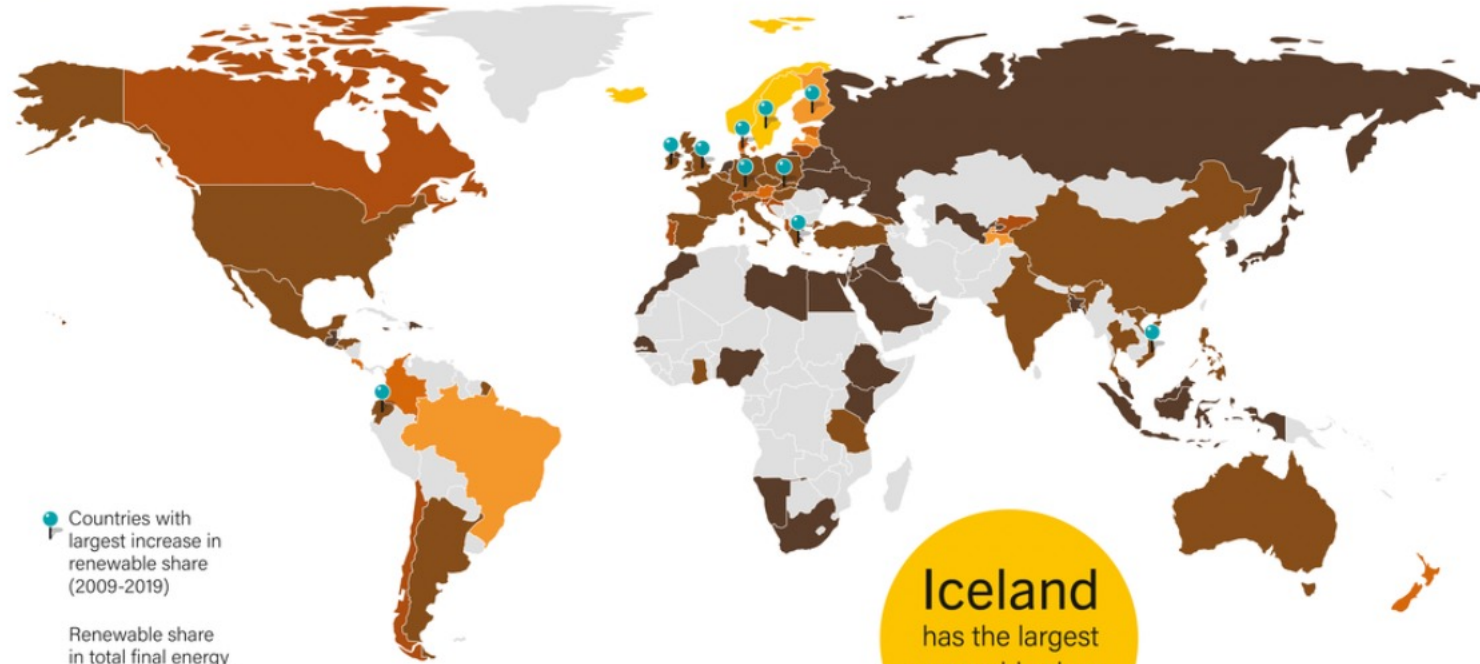 Countries with
largest increase in
renewable share
(2009-2019)
Renewable share
in total final energy
Iceland
has the largest